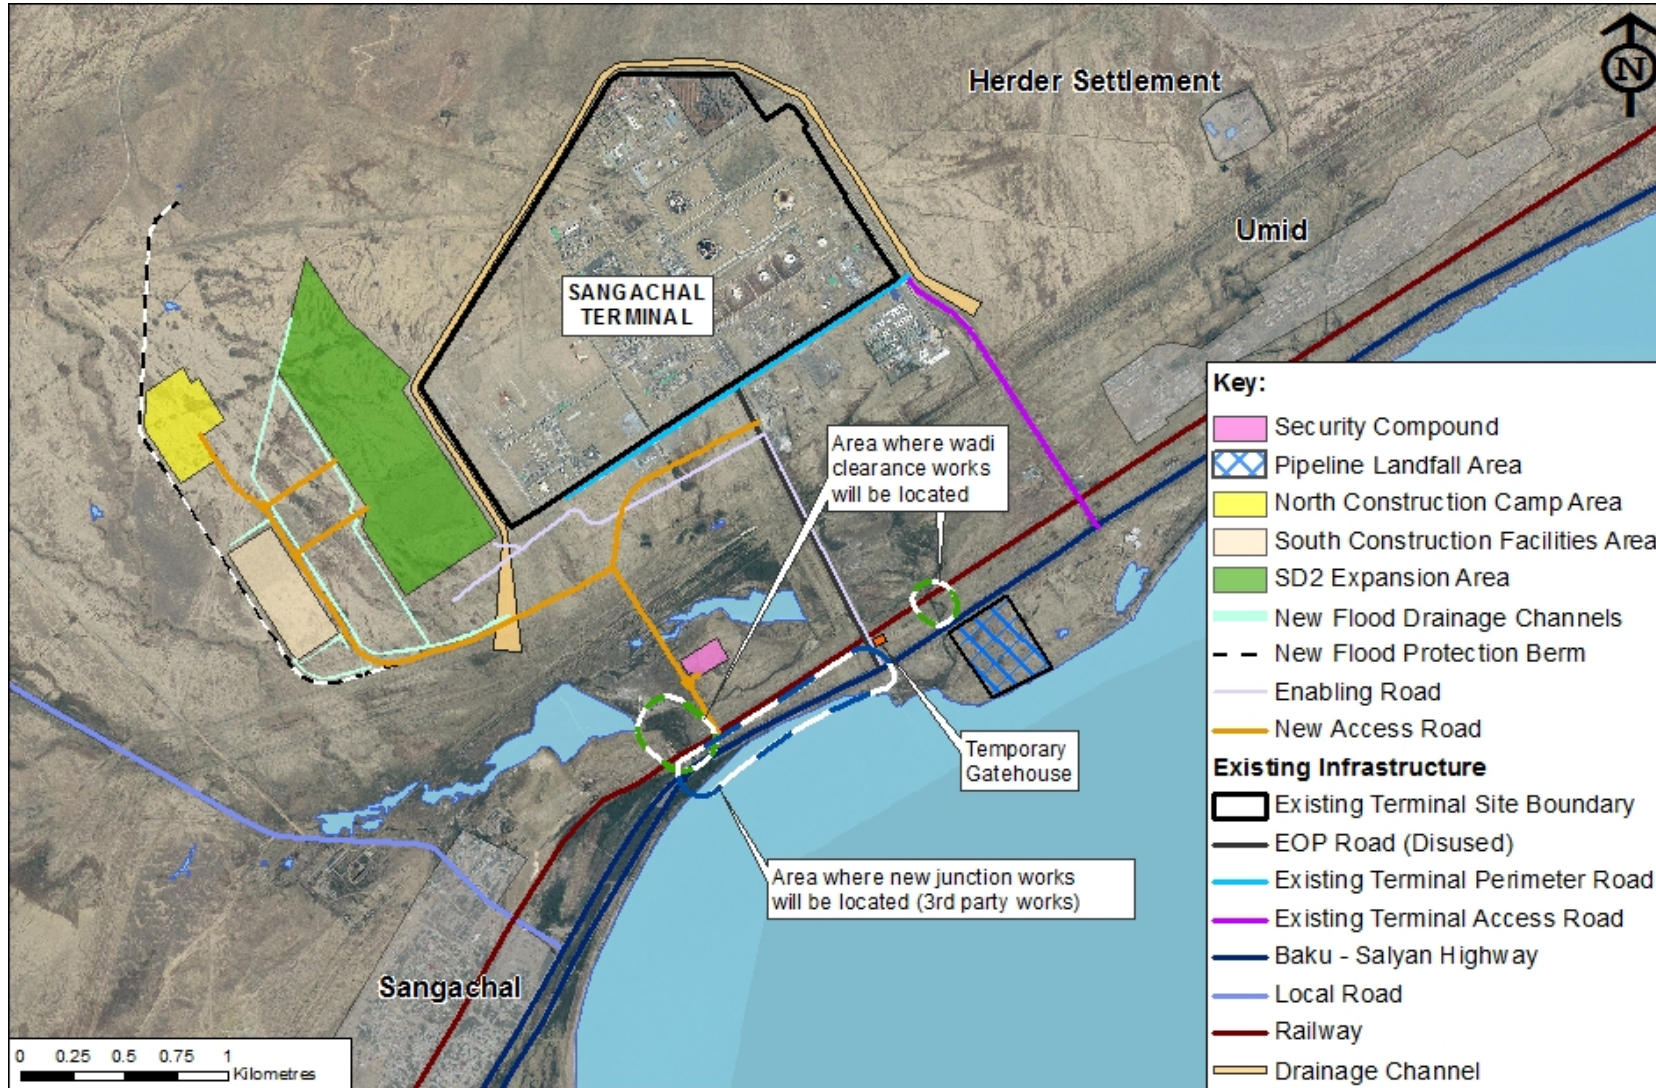 N
Herder Settlement
Umid
SANGACHAL
TERMINAL
Area where wadi
clearance works
will be located
Temporary
Gatehouse
Area where new junction works
will be located (3rd party works)
Sangachal
Key:
Security Compound
Pipeline Landfall Area
North Construction Camp Area
South Construction Facilities Area
SD2 Expansion Area
New Flood Drainage Channels
New Flood Protection Berm
Enabling Road
New Access Road
Existing Infrastructure
Existing Terminal Site Boundary
EOP Road (Disused)
Existing Terminal Perimeter Road
Existing Terminal Access Road
Baku - Salyan Highway
Local Road
Railway
Drainage Channel
0 0.25 0.5 0.75 1
Kilometres